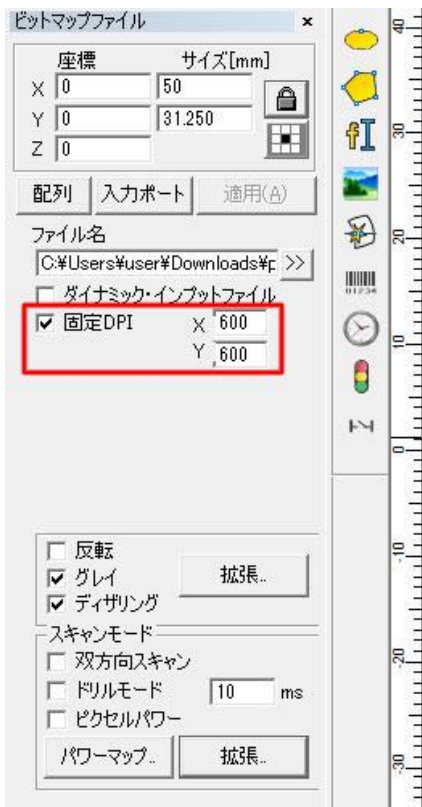 ビットマップファイル ×
座標 サイズ[mm]
X 0 50
Y 0 31.250
Z 0
配列 入力ポート 適用(A)
ファイル名
C:¥Users¥user¥Downloads¥p >>
ダイナミック・インプットファイル
固定DPI X 600
Y 600
反転
グレイ 拡張..
ディザリング
スキャンモード
双方向スキャン
ドリルモード 10 ms
ピクセルパワー
パワーマップ.. 拡張..
fI
01234
40
30
20
10
0
-10
-20
-30